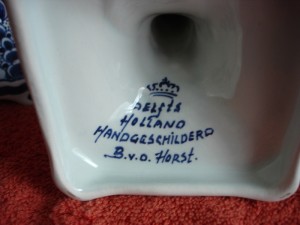 DELFTS
HOLLAND
HANDGESCHILDERD
B.v.d. HORST.